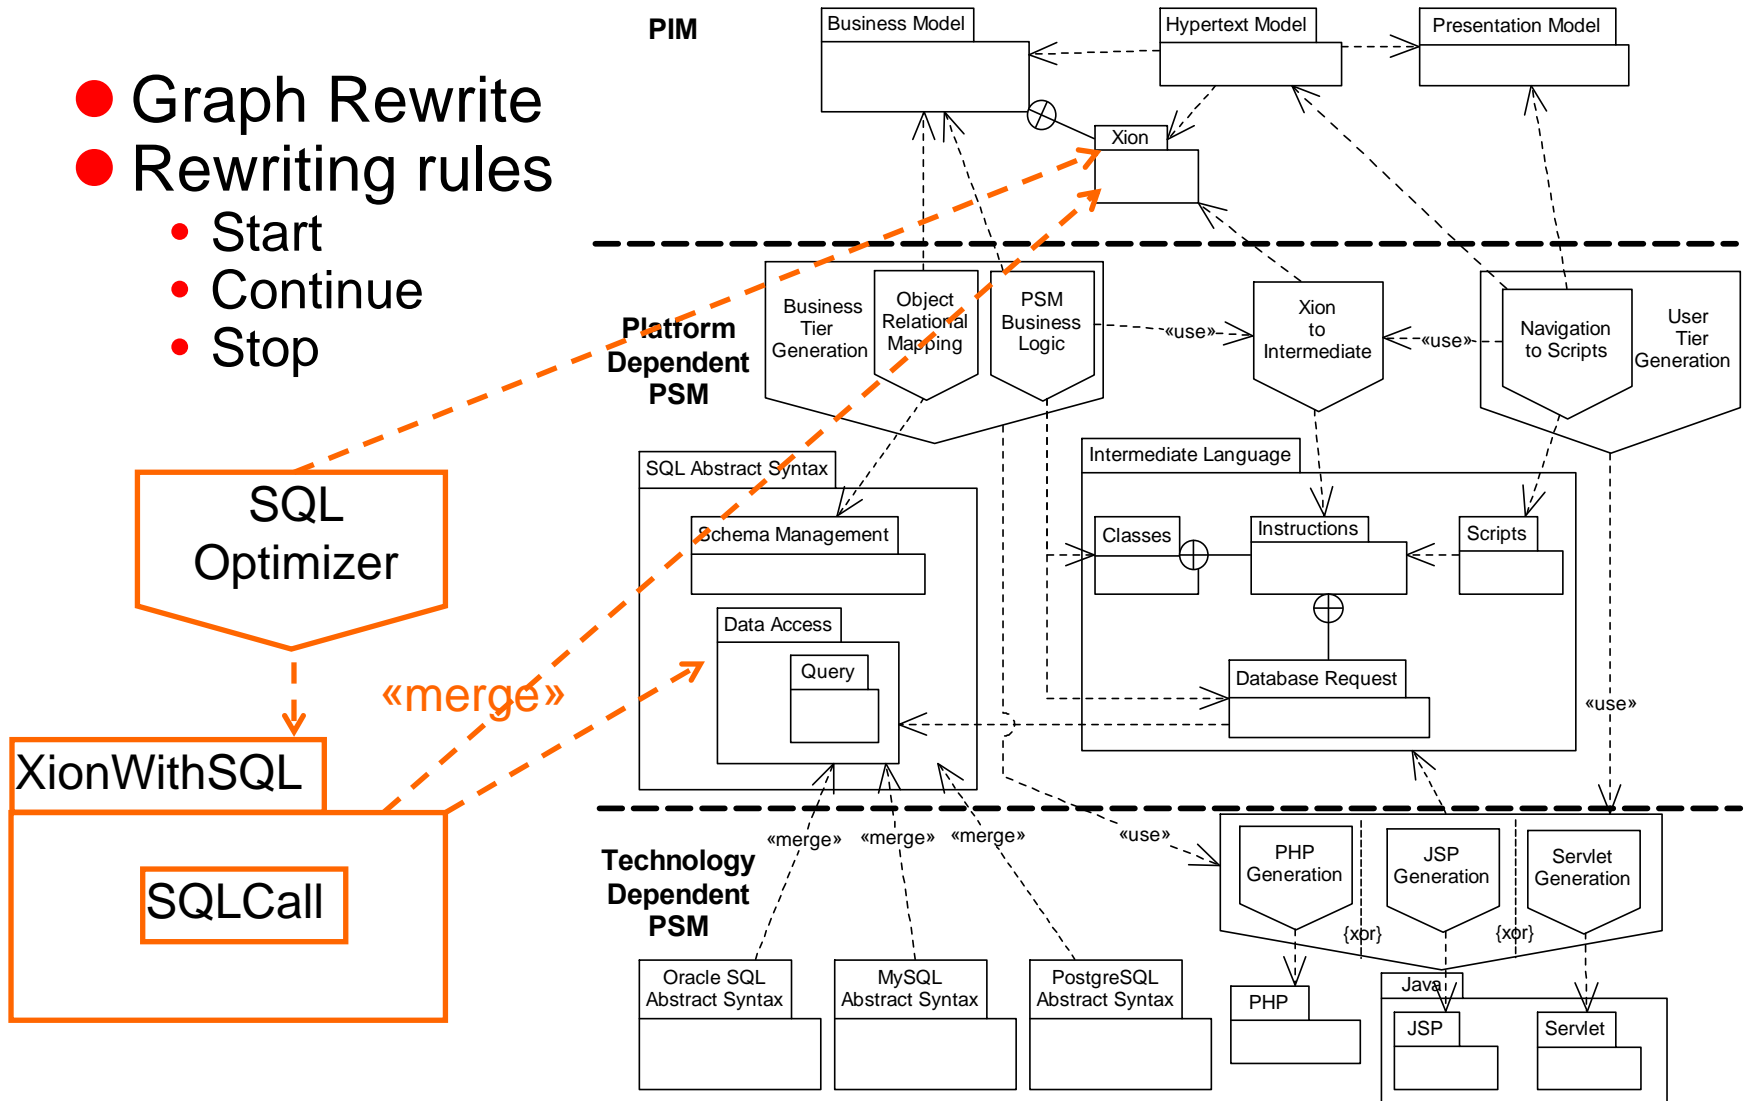 Graph Rewrite
Rewriting rules
Start
Continue
Stop
SQL
Optimizer
«merge»
XionWithSQL
SQLCall
PIM
Business Model
Hypertext Model
Presentation Model
Xion
Platform
Dependent
PSM
Business
Tier
Generation
Object
Relational
Mapping
PSM
Business
Logic
«use»
Xion
to
Intermediate
«use»
Navigation
to Scripts
User
Tier
Generation
SQL Abstract Syntax
Schema Management
Data Access
Query
Intermediate Language
Classes
Instructions
Scripts
Database Request
«use»
Technology
Dependent
PSM
«merge»
«merge»
«merge»
«use»
PHP
Generation
JSP
Generation
Servlet
Generation
{xor}
{xor}
Oracle SQL
Abstract Syntax
MySQL
Abstract Syntax
PostgreSQL
Abstract Syntax
PHP
Java
JSP
Servlet